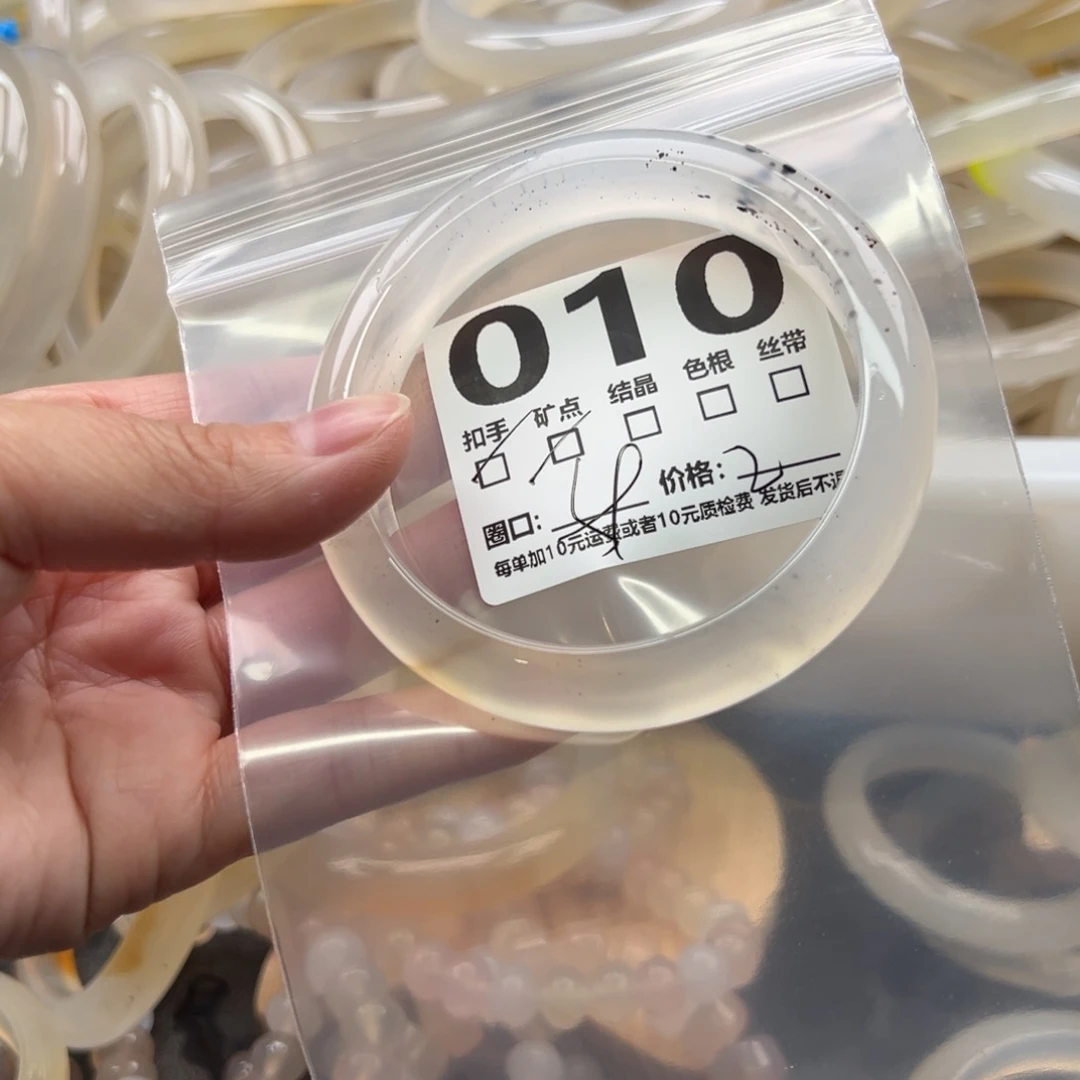 010
扣手 矿点 结晶 色根 丝带
圈口: 价格:
每单加10元运费或者10元质检费 发货后不退